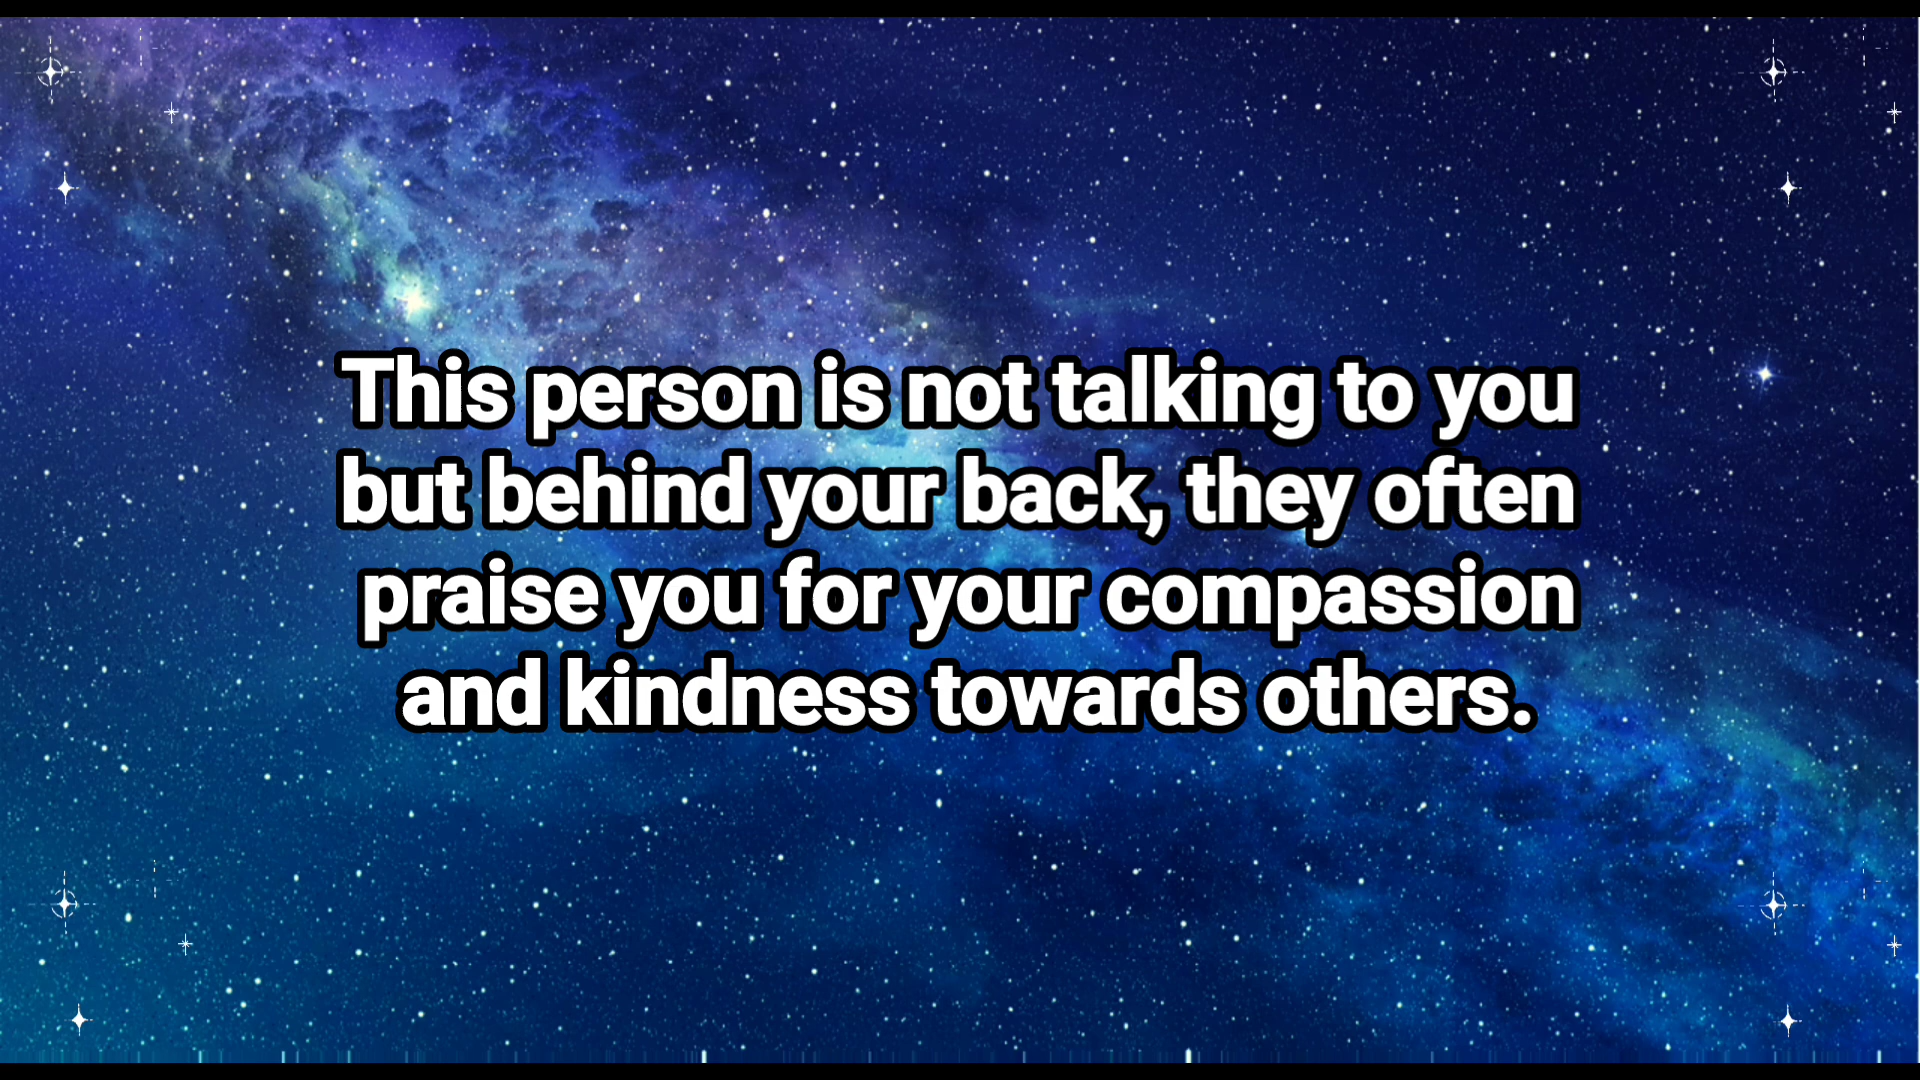 This person is not talking to you
but behind your back, they often
praise you for your compassion
and kindness towards others.